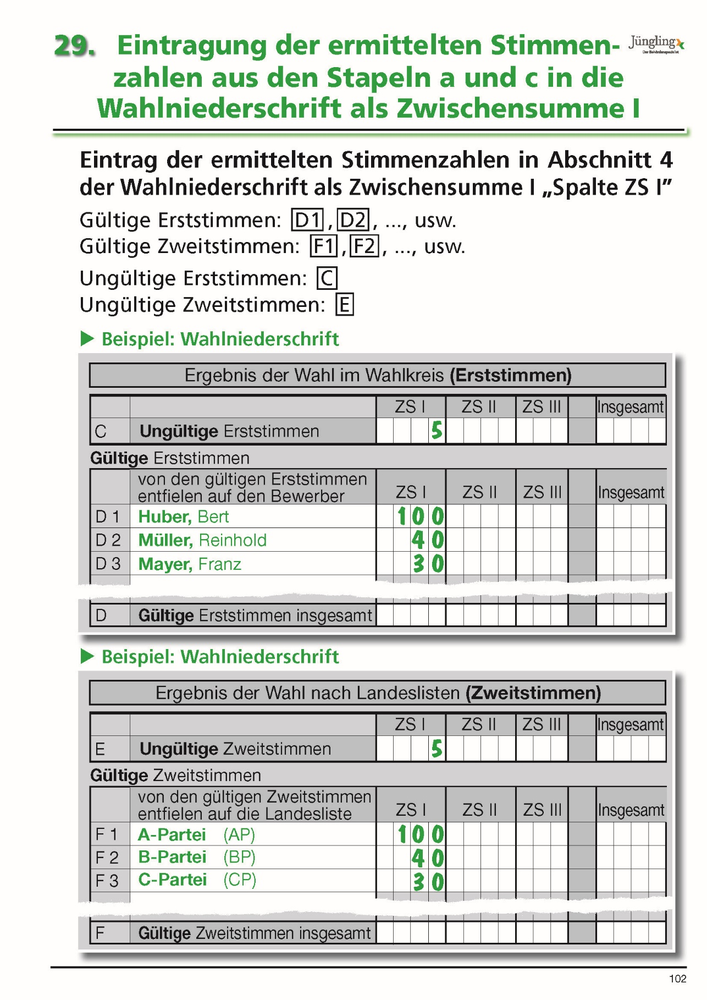 29. Eintragung der ermittelten Stimmen-
zahlen aus den Stapeln a und c in die
Wahlniederschrift als Zwischensumme I
Jüngling
Der Behördenspezialist
Eintrag der ermittelten Stimmenzahlen in Abschnitt 4
der Wahlniederschrift als Zwischensumme I „Spalte ZS I”
Gültige Erststimmen: D1, D2, ..., usw.
Gültige Zweitstimmen: F1, F2, ..., usw.
Ungültige Erststimmen: C
Ungültige Zweitstimmen: E
▶ Beispiel: Wahlniederschrift
Ergebnis der Wahl im Wahlkreis (Erststimmen)
ZS I ZS II ZS III Insgesamt
C Ungültige Erststimmen 5
Gültige Erststimmen
von den gültigen Erststimmen
entfielen auf den Bewerber ZS I ZS II ZS III Insgesamt
D 1 Huber, Bert 100
D 2 Müller, Reinhold 40
D 3 Mayer, Franz 30
D Gültige Erststimmen insgesamt
▶ Beispiel: Wahlniederschrift
Ergebnis der Wahl nach Landeslisten (Zweitstimmen)
ZS I ZS II ZS III Insgesamt
E Ungültige Zweitstimmen 5
Gültige Zweitstimmen
von den gültigen Zweitstimmen
entfielen auf die Landesliste ZS I ZS II ZS III Insgesamt
F 1 A-Partei (AP) 100
F 2 B-Partei (BP) 40
F 3 C-Partei (CP) 30
F Gültige Zweitstimmen insgesamt
102